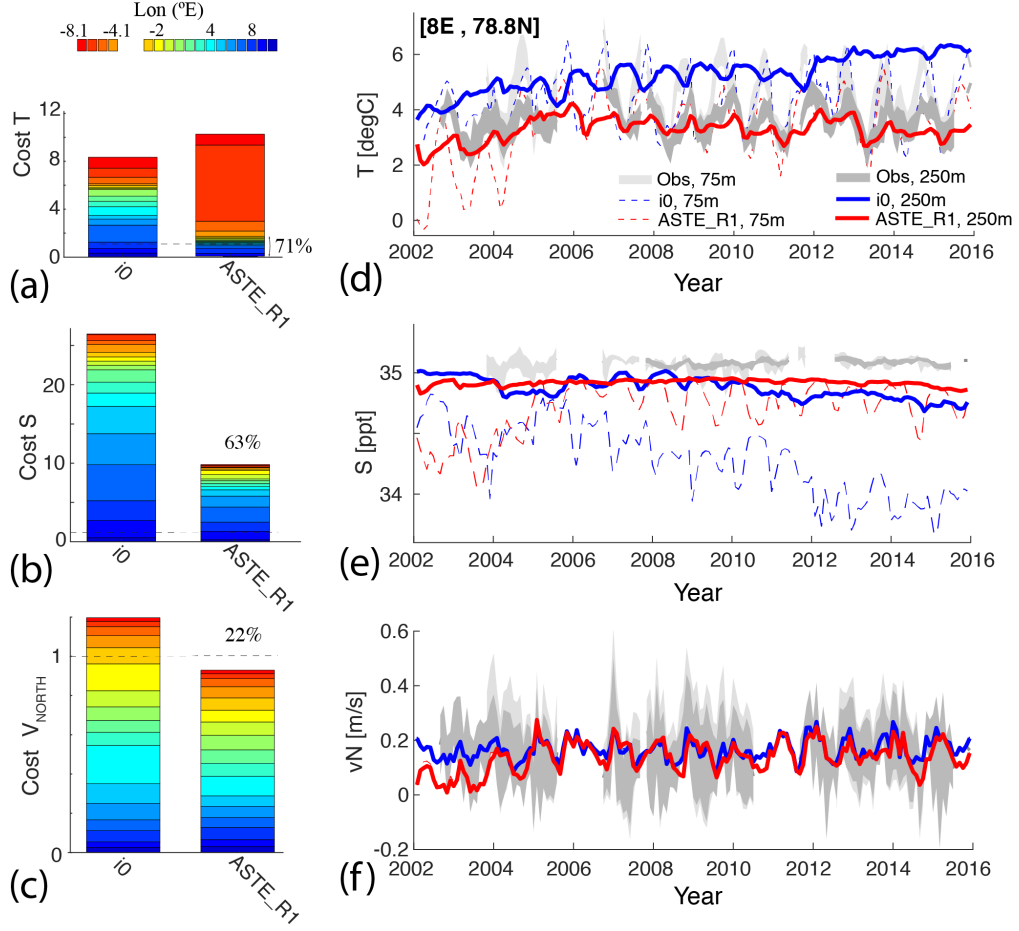 Lon (ºE)
-8.1 -4.1 -2 4 8
Cost T
12
8
4
0
71%
i0
ASTE_R1
(a)
[8E , 78.8N]
T [degC]
6
4
2
0
Obs, 75m
i0, 75m
ASTE_R1, 75m
Obs, 250m
i0, 250m
ASTE_R1, 250m
2002 2004 2006 2008 2010 2012 2014 2016
Year
(d)
Cost S
20
10
0
63%
i0
ASTE_R1
(b)
S [ppt]
35
34
2002 2004 2006 2008 2010 2012 2014 2016
Year
(e)
Cost VNORTH
1
0
22%
i0
ASTE_R1
(c)
vN [m/s]
0.6
0.4
0.2
0
-0.2
2002 2004 2006 2008 2010 2012 2014 2016
Year
(f)